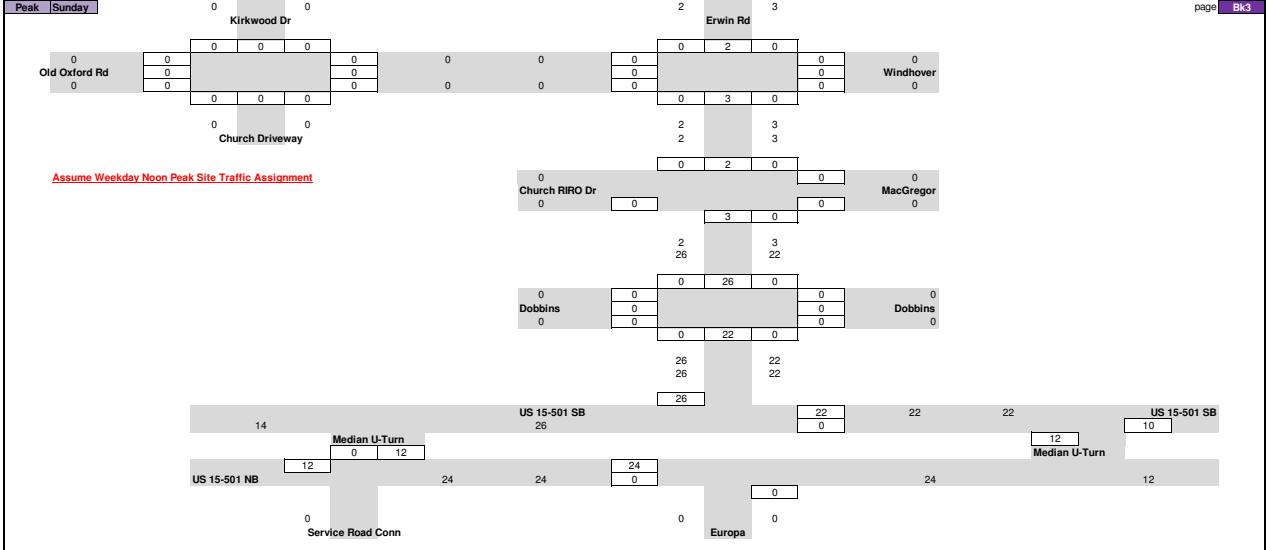 Peak Sunday 0 0 2 3 page Bk3
Kirkwood Dr Erwin Rd
0 0 0 0 2 0
0 0 0 0 0 0 0 0
Old Oxford Rd 0 0 0 0 Windhover
0 0 0 0 0 0 0 0
0 0 0 0 3 0
0 0 2 3
Church Driveway 2 3
0 2 0
Assume Weekday Noon Peak Site Traffic Assignment 0 0 0
Church RIRO Dr MacGregor
0 0 0 0
3 0
2 3
26 22
0 26 0
0 0 0 0
Dobbins 0 0 Dobbins
0 0 0 0
0 22 0
26 22
26 22
26
US 15-501 SB 22 22 22 US 15-501 SB
14 26 0 10
Median U-Turn 12
0 12 Median U-Turn
12 24
US 15-501 NB 24 24 0 24 12
0
0 0 0
Service Road Conn Europa